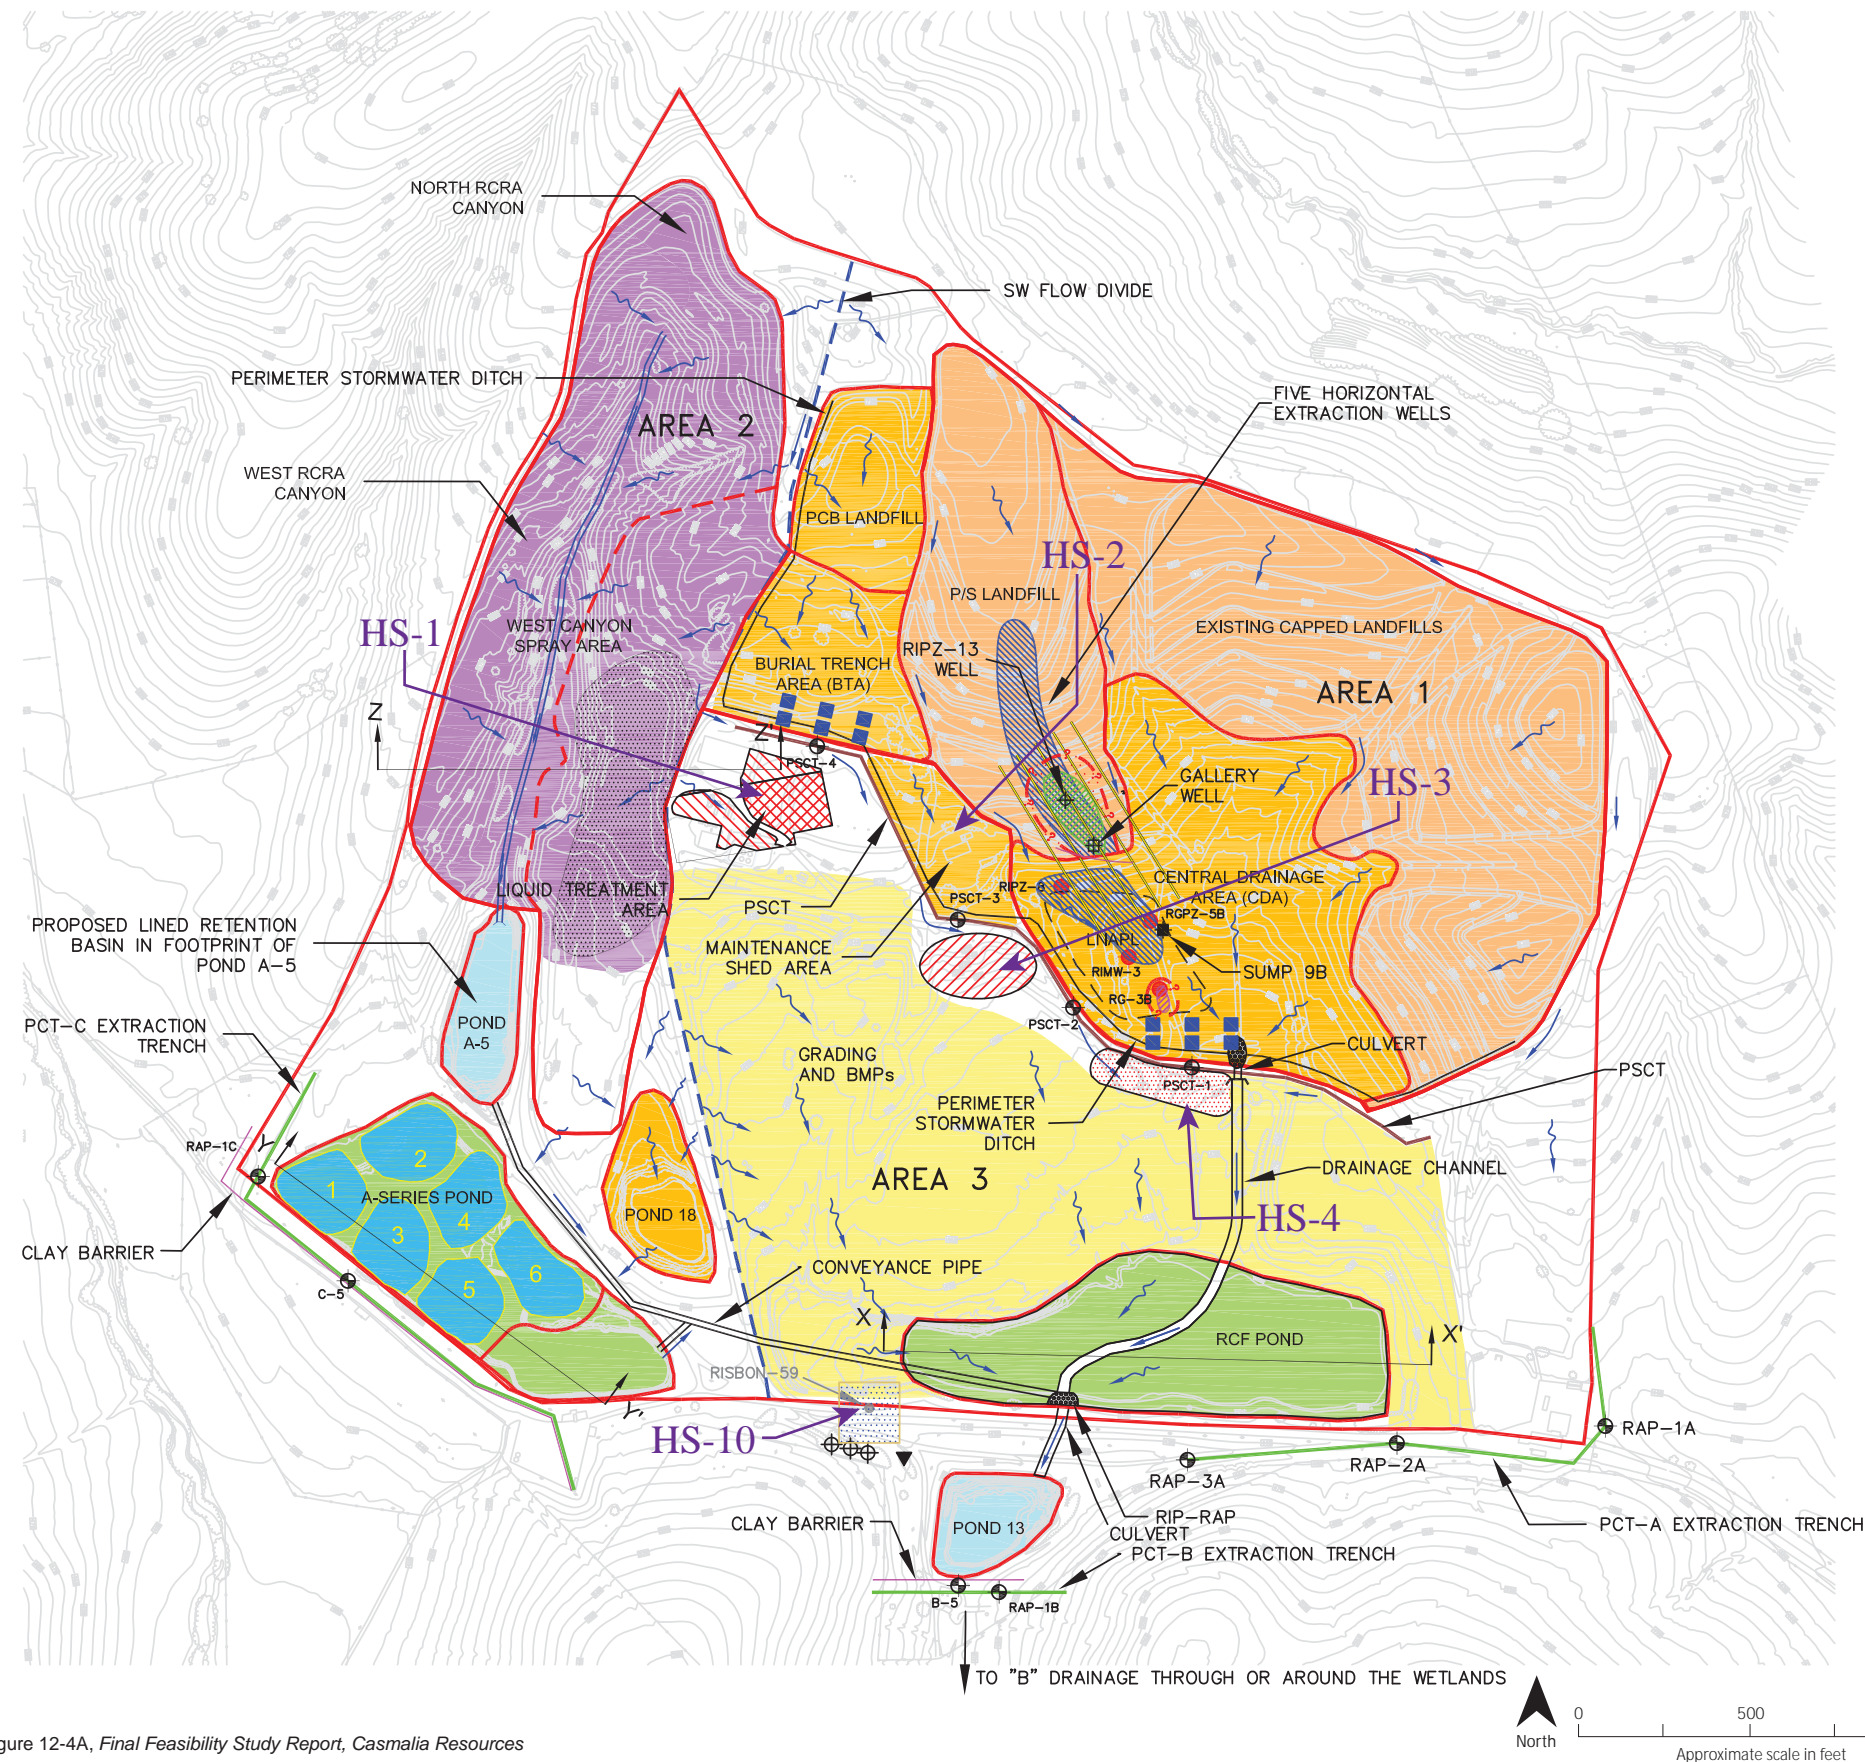 NORTH RCRA
CANYON
SW FLOW DIVIDE
PERIMETER STORMWATER DITCH
FIVE HORIZONTAL
EXTRACTION WELLS
AREA 2
WEST RCRA
CANYON
PCB LANDFILL
HS-2
P/S LANDFILL
HS-1
WEST CANYON
SPRAY AREA
EXISTING CAPPED LANDFILLS
RIPZ-13
WELL
BURIAL TRENCH
AREA (BTA)
AREA 1
Z
Z'
PSCT-4
GALLERY
WELL
HS-3
LIQUID TREATMENT
AREA
PSCT
PSCT-3
RIPZ-8
CENTRAL DRAINAGE
AREA (CDA)
RGPZ-5B
PROPOSED LINED RETENTION
BASIN IN FOOTPRINT OF
POND A-5
MAINTENANCE
SHED AREA
LNAPL
RIMW-3
SUMP 9B
RG-3B
POND
A-5
PCT-C EXTRACTION
TRENCH
PSCT-2
GRADING
AND BMPs
CULVERT
PSCT
PSCT-1
PERIMETER
STORMWATER
DITCH
RAP-1C
Y
2
1
A-SERIES POND
3
4
5
6
AREA 3
DRAINAGE CHANNEL
POND 18
HS-4
CLAY BARRIER
C-5
CONVEYANCE PIPE
X
X'
RCF POND
RISBON-59
Y'
HS-10
RAP-1A
RAP-2A
RAP-3A
CLAY BARRIER
POND 13
RIP-RAP
CULVERT
PCT-A EXTRACTION TRENCH
PCT-B EXTRACTION TRENCH
B-5
RAP-1B
TO "B" DRAINAGE THROUGH OR AROUND THE WETLANDS
North
0
500
Approximate scale in feet
gure 12-4A, Final Feasibility Study Report, Casmalia Resources